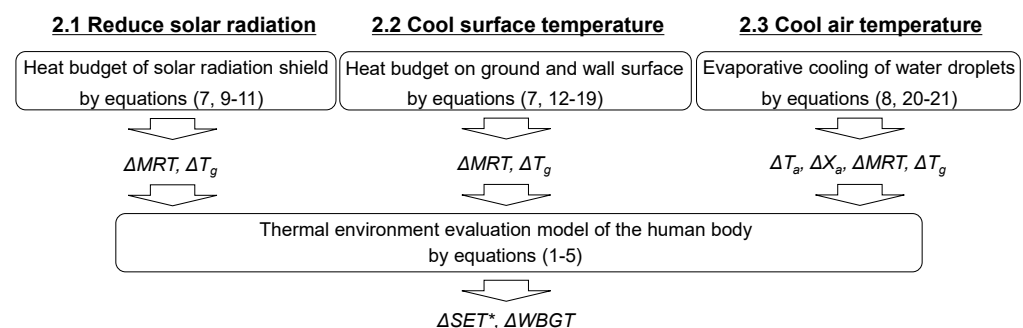 2.1 Reduce solar radiation
Heat budget of solar radiation shield
by equations (7, 9-11)
ΔMRT, ΔTg
2.2 Cool surface temperature
Heat budget on ground and wall surface
by equations (7, 12-19)
ΔMRT, ΔTg
2.3 Cool air temperature
Evaporative cooling of water droplets
by equations (8, 20-21)
ΔTa, ΔXa, ΔMRT, ΔTg
Thermal environment evaluation model of the human body
by equations (1-5)
ΔSET*, ΔWBGT